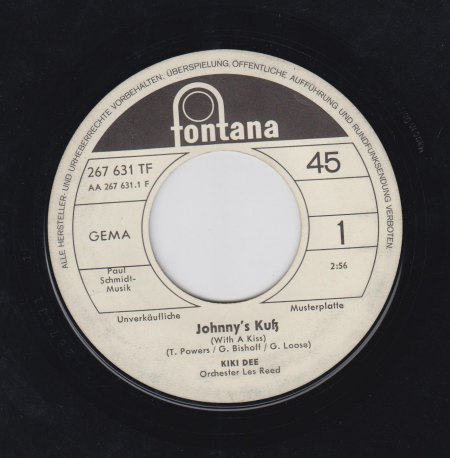 ALLE HERSTELLER- UND URHEBERRECHTE VORBEHALTEN: ÜBERSPIELUNG, ÖFFENTLICHE AUFFÜHRUNG UND RUNDFUNKSENDUNG VERBOTEN.
fontana
267 631 TF
AA 267 631.1 F
45
GEMA
1
Paul
Schmidt-
Musik
2:56
Unverkäufliche
Musterplatte
Johnny's Kuß
(With A Kiss)
(T. Powers / G. Bishoff / G. Loose)
KIKI DEE
Orchester Les Reed